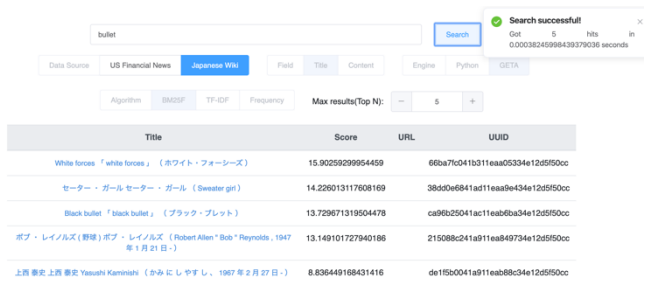 bullet
Search
Search successful!
Got 5 hits in
0.00038245998439379036 seconds
Data Source US Financial News Japanese Wiki
Field Title Content
Engine Python GETA
Algorithm BM25F TF-IDF Frequency
Max results(Top N): − 5 +
Title Score URL UUID
White forces 「 white forces 」 （ ホワイト・フォーシーズ ） 15.90259299954459 66ba7fc041b311eaa05334e12d5f50cc
セーター ・ ガール セーター ・ ガール （ Sweater girl ） 14.226013117608169 38dd0e6841ad11eaa9e434e12d5f50cc
Black bullet 「 black bullet 」 （ ブラック・ブレット ） 13.729671319504478 ca96b25041ac11eab6ba34e12d5f50cc
ボブ ・ レイノルズ ( 野球 ) ボブ ・ レイノルズ （ Robert Allen " Bob " Reynolds , 1947 13.149101727940186 215088c241a911ea849734e12d5f50cc
年 1 月 21 日 - ）
上西 泰史 上西 泰史 Yasushi Kaminishi （ かみ に し やす し 、 1967 年 2 月 27 日 - ） 8.836449168431416 de1f5b0041a911eab88c34e12d5f50cc